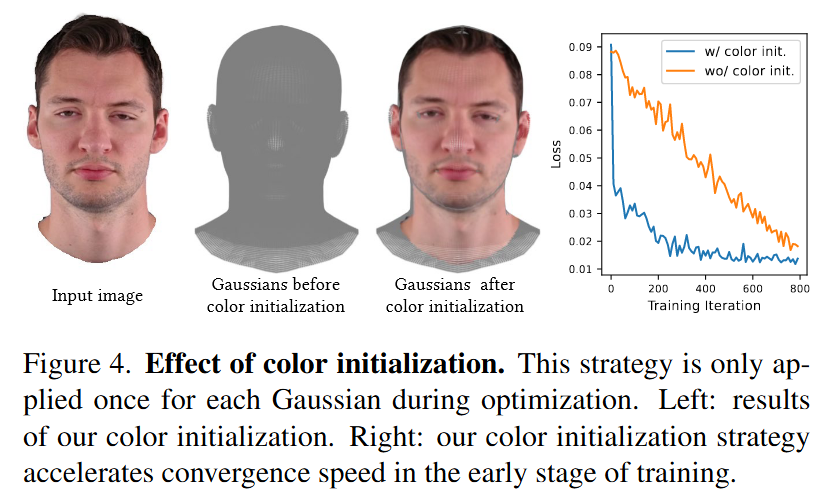 Input image
Gaussians before
color initialization
Gaussians after
color initialization
0.09
0.08
0.07
0.06
0.05
0.04
0.03
0.02
0.01
Loss
w/ color init.
wo/ color init.
0
200
400
600
800
Training Iteration
Figure 4. Effect of color initialization. This strategy is only ap-
plied once for each Gaussian during optimization. Left: results
of our color initialization. Right: our color initialization strategy
accelerates convergence speed in the early stage of training.